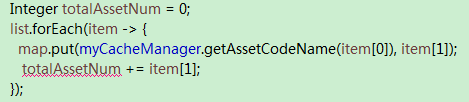 Integer totalAssetNum = 0;
list.forEach(item -> {
map.put(myCacheManager.getAssetCodeName(item[0]), item[1]);
totalAssetNum += item[1];
});